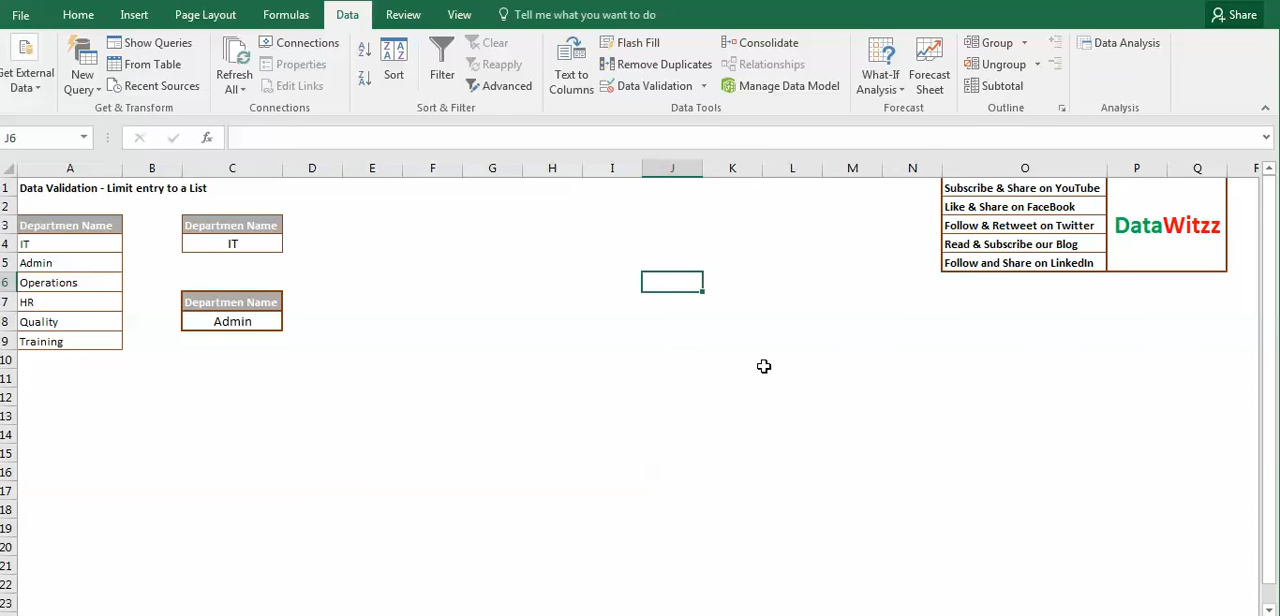 File Home Insert Page Layout Formulas Data Review View Tell me what you want to do Share
Show Queries Connections Clear Flash Fill Consolidate Group Data Analysis
From Table Properties Reapply Remove Duplicates Relationships Ungroup
Recent Sources Edit Links Advanced Data Validation Manage Data Model Subtotal
Get External Data New Query Refresh All Sort Filter Text to Columns What-If Analysis Forecast Sheet
Get & Transform Connections Sort & Filter Data Tools Forecast Outline Analysis
J6 fx
A B C D E F G H I J K L M N O P Q
1 Data Validation - Limit entry to a List Subscribe & Share on YouTube
2 Like & Share on FaceBook
3 Departmen Name Departmen Name Follow & Retweet on Twitter DataWitzz
4 IT IT Read & Subscribe our Blog
5 Admin Follow and Share on LinkedIn
6 Operations
7 HR Departmen Name
8 Quality Admin
9 Training
10
11
12
13
14
15
16
17
18
19
20
21
22
23